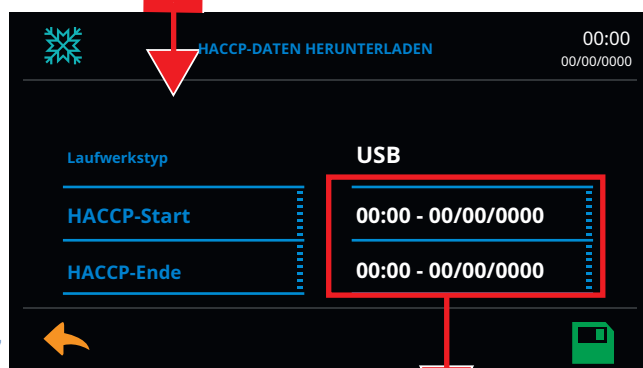 HACCP-DATEN HERUNTERLADEN
00:00
00/00/0000
Laufwerkstyp
USB
HACCP-Start
00:00 - 00/00/0000
HACCP-Ende
00:00 - 00/00/0000